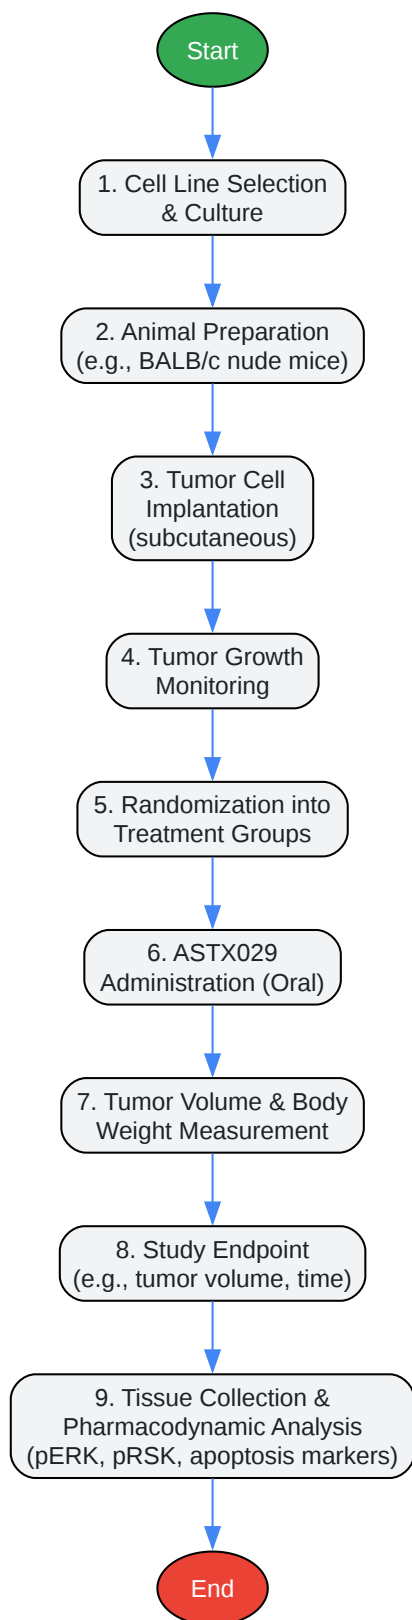 Start
1. Cell Line Selection
& Culture
2. Animal Preparation
(e.g., BALB/c nude mice)
3. Tumor Cell
Implantation
(subcutaneous)
4. Tumor Growth
Monitoring
5. Randomization into
Treatment Groups
6. ASTX029
Administration (Oral)
7. Tumor Volume & Body
Weight Measurement
8. Study Endpoint
(e.g., tumor volume, time)
9. Tissue Collection &
Pharmacodynamic Analysis
(pERK, pRSK, apoptosis markers)
End